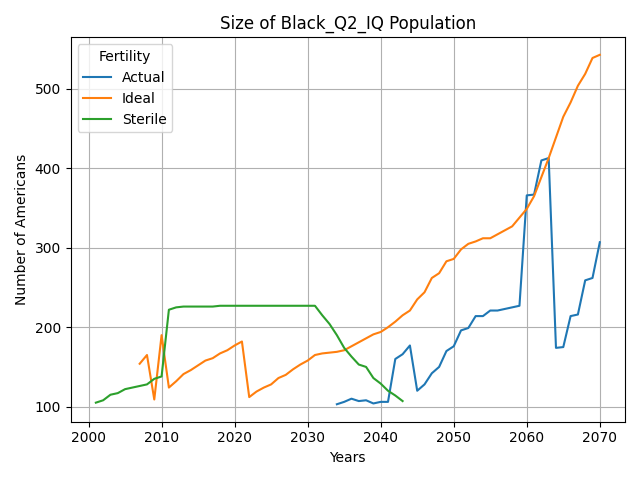 Size of Black_Q2_IQ Population
Fertility
Actual
Ideal
Sterile
Number of Americans
500
400
300
200
100
2000 2010 2020 2030 2040 2050 2060 2070
Years